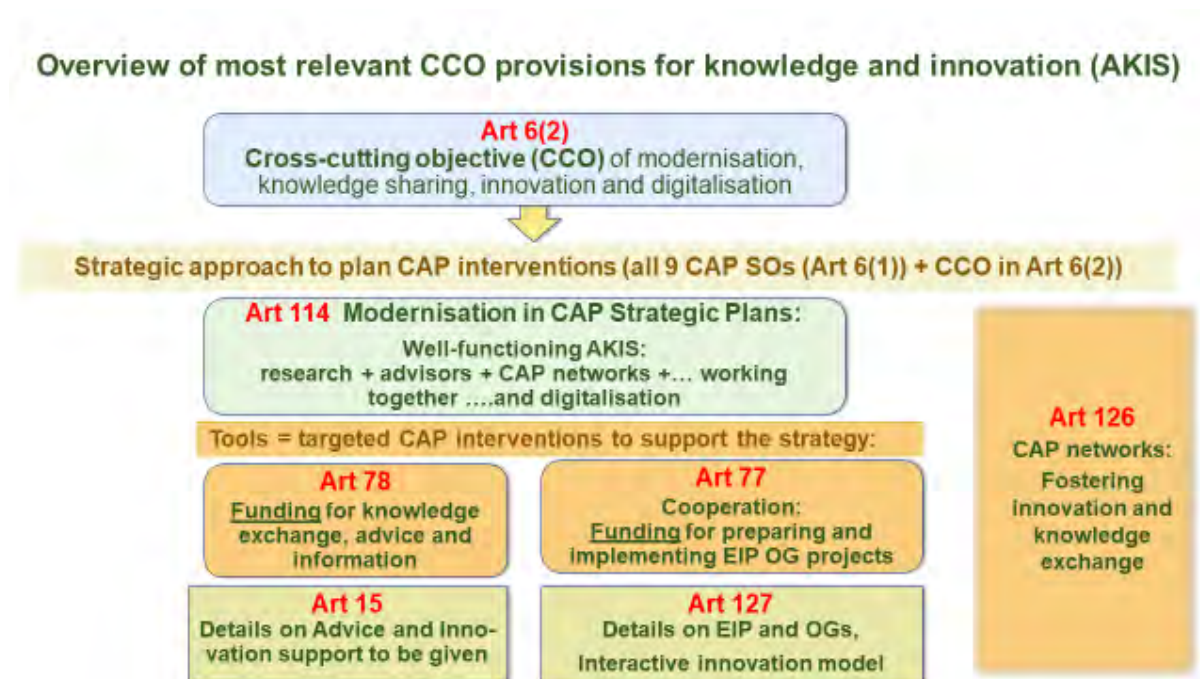 Overview of most relevant CCO provisions for knowledge and innovation (AKIS)
Art 6(2)
Cross-cutting objective (CCO) of modernisation,
knowledge sharing, innovation and digitalisation
Strategic approach to plan CAP interventions (all 9 CAP SOs (Art 6(1)) + CCO in Art 6(2))
Art 114 Modernisation in CAP Strategic Plans:
Well-functioning AKIS:
research + advisors + CAP networks +... working
together ....and digitalisation
Tools = targeted CAP interventions to support the strategy:
Art 78
Funding for knowledge
exchange, advice and
information
Art 77
Cooperation:
Funding for preparing and
implementing EIP OG projects
Art 15
Details on Advice and Inno-
vation support to be given
Art 127
Details on EIP and OGs,
Interactive innovation model
Art 126
CAP networks:
Fostering
innovation and
knowledge
exchange